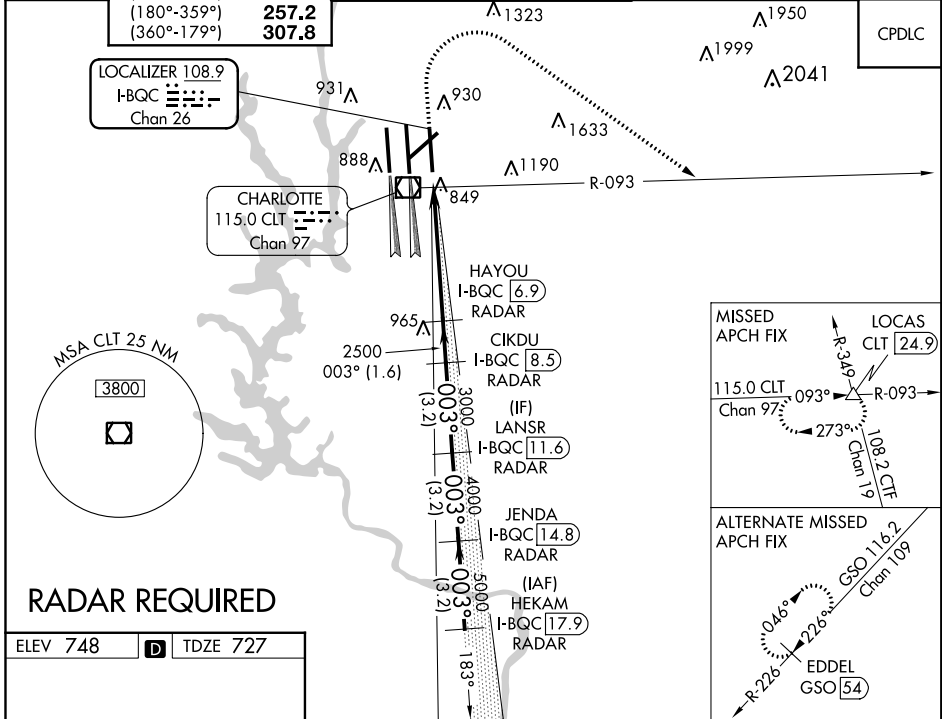 (180°-359°) 257.2
(360°-179°) 307.8
1323
1950
1999
2041
CPDLC
LOCALIZER 108.9
I-BQC
Chan 26
931
930
1633
888
1190
849
R-093
CHARLOTTE
115.0 CLT
Chan 97
HAYOU
I-BQC 6.9
RADAR
965
2500
003° (1.6)
CIKDU
I-BQC 8.5
RADAR
MSA CLT 25 NM
3800
003°
(3.2)
3000
(IF)
LANSR
I-BQC 11.6
RADAR
003°
(3.2)
4000
JENDA
I-BQC 14.8
RADAR
003°
(3.2)
5000
(IAF)
HEKAM
I-BQC 17.9
RADAR
183°
MISSED
APCH FIX
LOCAS
CLT 24.9
R-349
115.0 CLT
Chan 97
093°
R-093
273°
108.2 CTF
Chan 19
ALTERNATE MISSED
APCH FIX
GSO 116.2
Chan 109
046°
226°
R-226
EDDEL
GSO 54
RADAR REQUIRED
ELEV 748 D TDZE 727